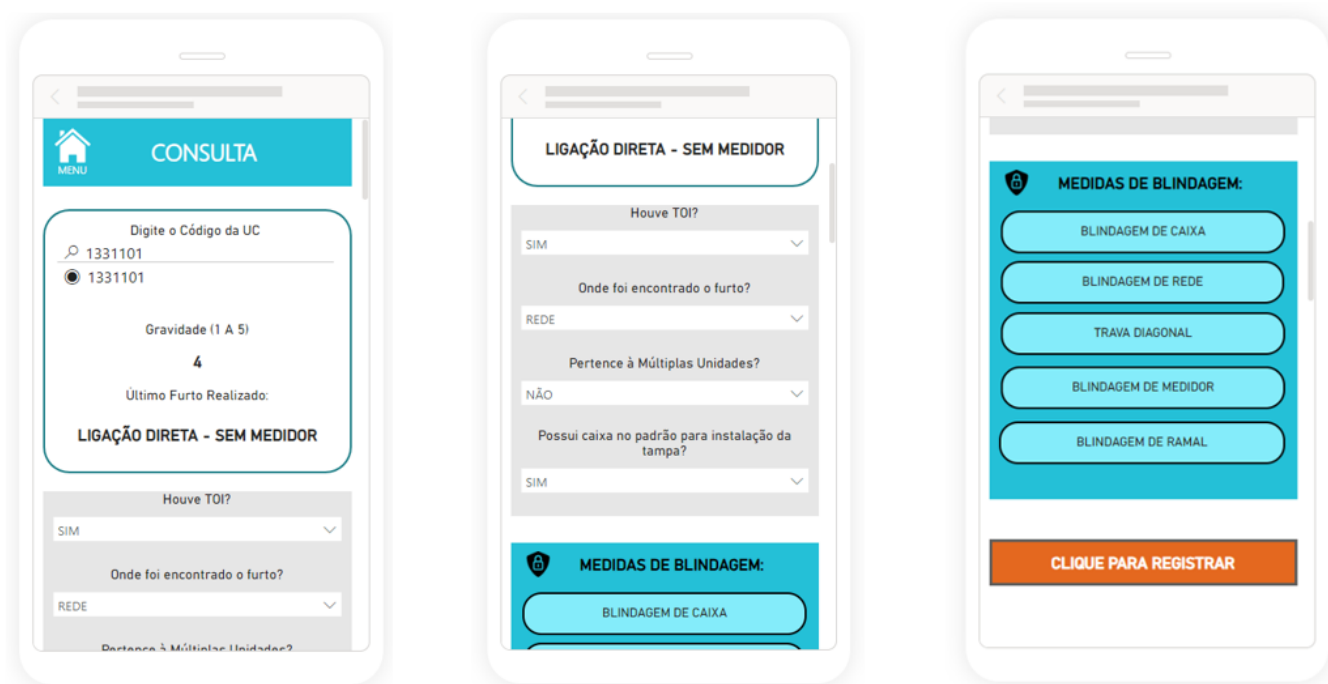 MENU
CONSULTA
Digite o Código da UC
1331101
1331101
Gravidade (1 A 5)
4
Último Furto Realizado:
LIGAÇÃO DIRETA - SEM MEDIDOR
Houve TOI?
SIM
Onde foi encontrado o furto?
REDE
Pertence à Múltiplas Unidades?
LIGAÇÃO DIRETA - SEM MEDIDOR
Houve TOI?
SIM
Onde foi encontrado o furto?
REDE
Pertence à Múltiplas Unidades?
NÃO
Possui caixa no padrão para instalação da
tampa?
SIM
MEDIDAS DE BLINDAGEM:
BLINDAGEM DE CAIXA
MEDIDAS DE BLINDAGEM:
BLINDAGEM DE CAIXA
BLINDAGEM DE REDE
TRAVA DIAGONAL
BLINDAGEM DE MEDIDOR
BLINDAGEM DE RAMAL
CLIQUE PARA REGISTRAR